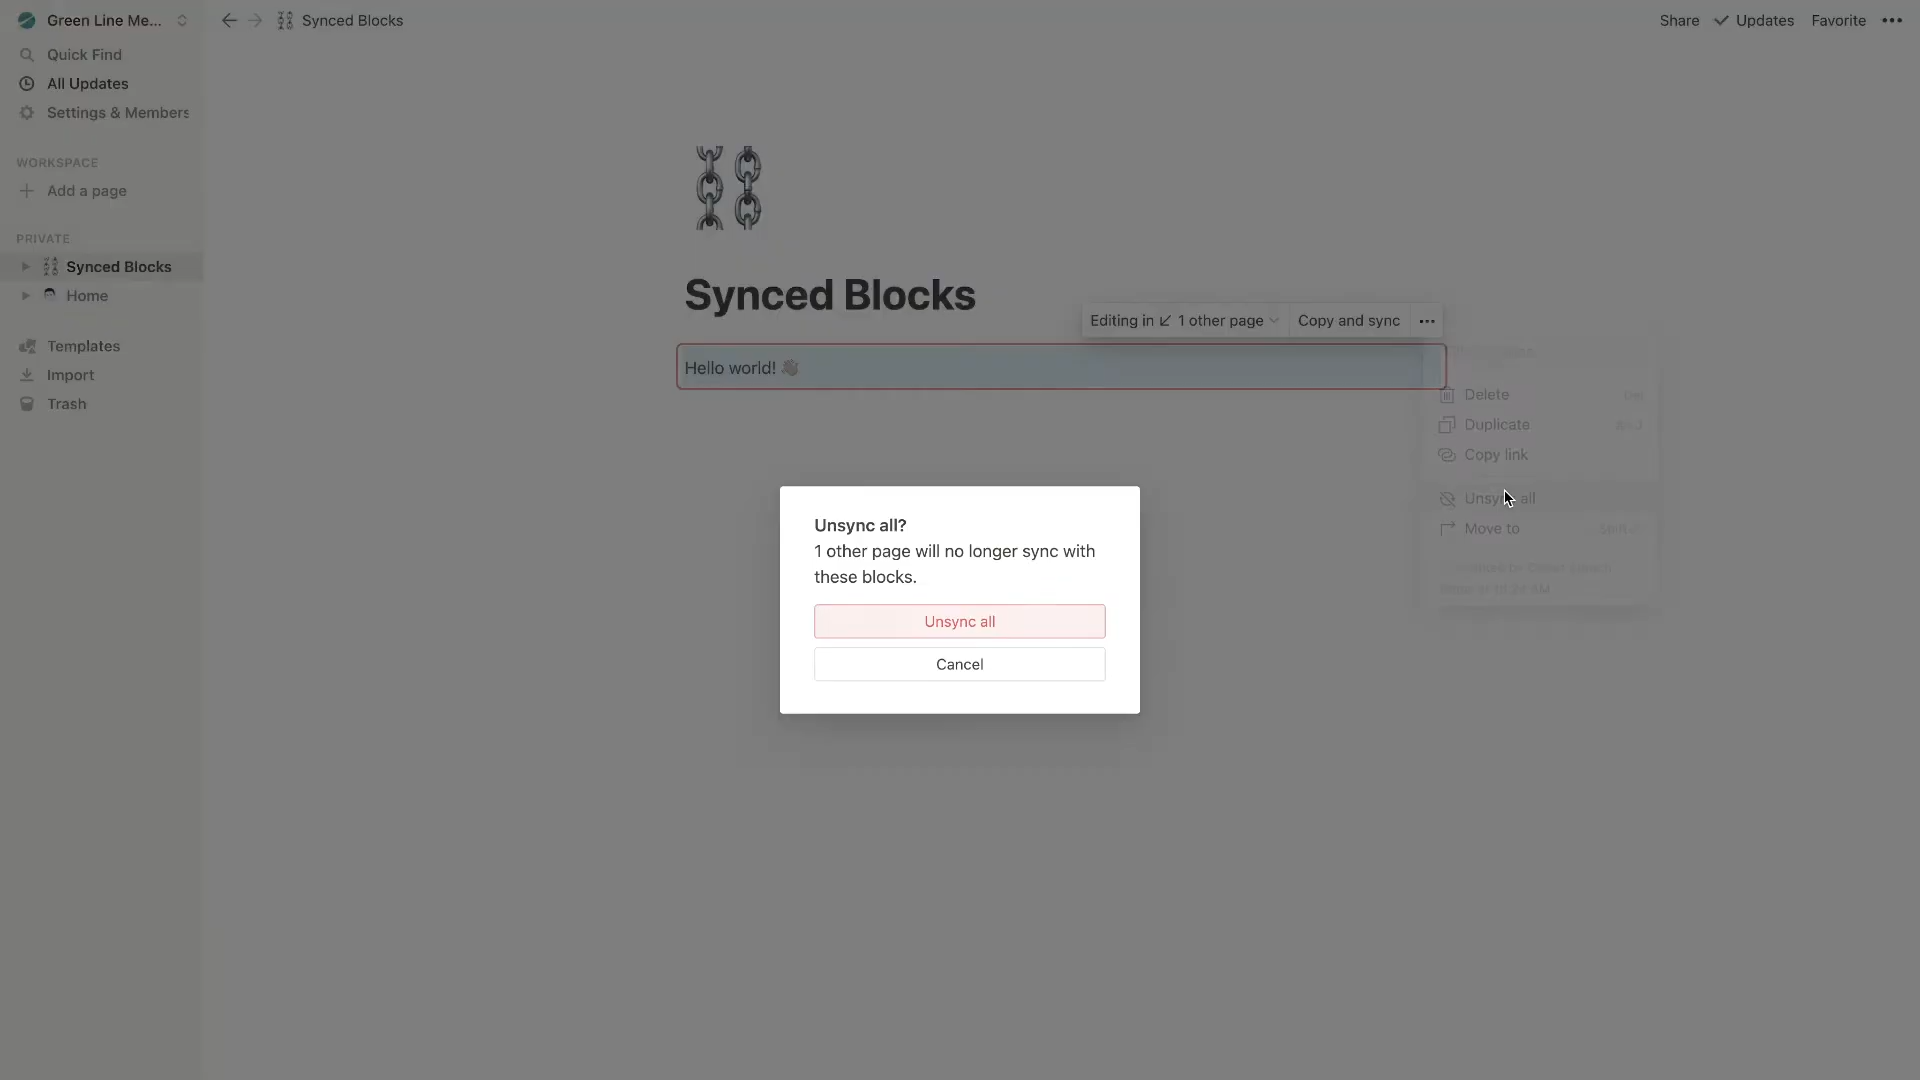 Green Line Me...
Synced Blocks
Share
Updates
Favorite
Quick Find
All Updates
Settings & Members
WORKSPACE
Add a page
PRIVATE
Synced Blocks
Home
Templates
Import
Trash
Synced Blocks
Editing in 1 other page
Copy and sync
Hello world!
Delete
Duplicate
Copy link
Unsync all
Move to
Unsync all?
1 other page will no longer sync with
these blocks.
Unsync all
Cancel